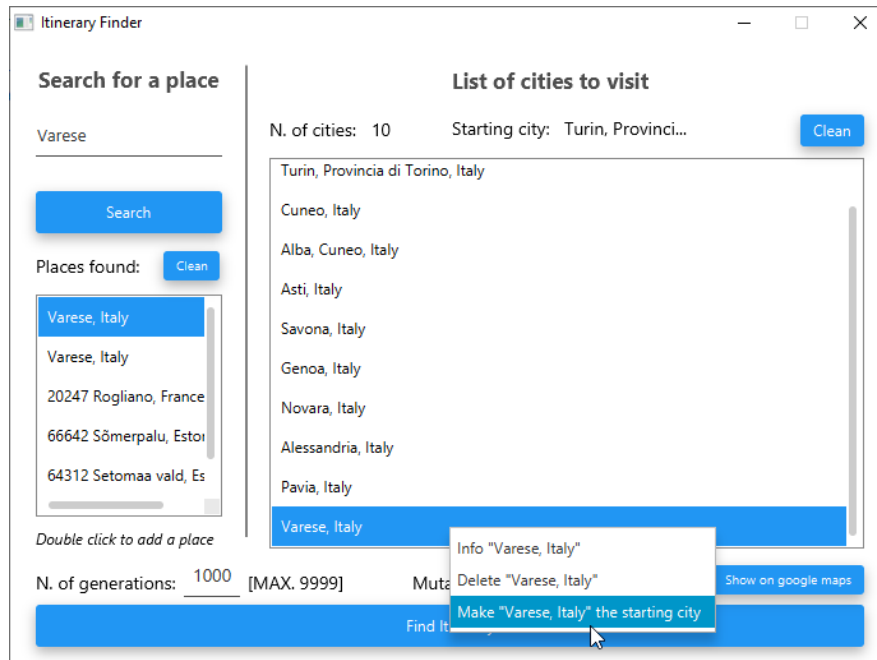 Itinerary Finder
Search for a place
Varese
Search
Places found:
Clean
Varese, Italy
Varese, Italy
20247 Rogliano, France
66642 Sõmerpalu, Eston
64312 Setomaa vald, Es
Double click to add a place
List of cities to visit
N. of cities: 10
Starting city: Turin, Provinci...
Clean
Turin, Provincia di Torino, Italy
Cuneo, Italy
Alba, Cuneo, Italy
Asti, Italy
Savona, Italy
Genoa, Italy
Novara, Italy
Alessandria, Italy
Pavia, Italy
Varese, Italy
Info "Varese, Italy"
Delete "Varese, Italy"
Make "Varese, Italy" the starting city
N. of generations: 1000 [MAX. 9999]
Show on google maps
Find